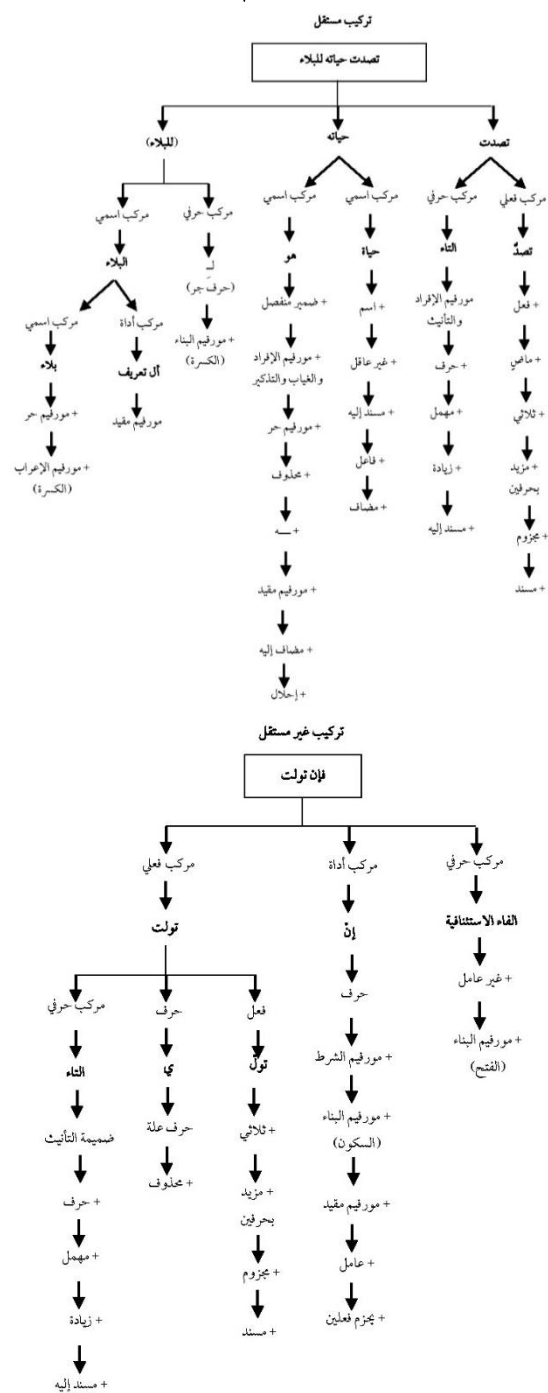 تركيب مستقل
تصدت حياته للبلاء
تصدت
حياته
(للبلاء)
مركب فعلي
مركب حرفي
مركب اسمي
مركب اسمي
مركب حرفي
مركب اسمي
تصدّ
التاء
حياة
هو
لـِ
(حرف جر)
البلاء
+ فعل
مورفيم الإفراد
والتأنيث
+ اسم
+ ضمير منفصل
+ مورفيم البناء
(الكسرة)
مركب أداة
مركب اسمي
+ ماضٍ
+ حرف
+ غير عاقل
+ مورفيم الإفراد
والغياب والتذكير
أل تعريف
بلاء
+ ثلاثي
+ مهمل
+ مسند إليه
+ مورفيم حر
مورفيم مقيد
+ مورفيم حر
+ مزيد
بحرفين
+ زيادة
+ فاعل
+ محذوف
+ مورفيم الإعراب
(الكسرة)
+ مجزوم
+ مسند إليه
+ مضاف
+ ـــه
+ مسند
+ مورفيم مقيد
+ مضاف إليه
+ إحلال
تركيب غير مستقل
فإن تولت
مركب حرفي
مركب أداة
مركب فعلي
الفاء الاستئنافية
إنْ
تولت
+ غير عامل
حرف
فعل
حرف
مركب حرفي
+ مورفيم البناء
(الفتح)
+ مورفيم الشرط
تولّ
ي
التاء
+ مورفيم البناء
(السكون)
+ ثلاثي
حرف علة
ضميمة التأنيث
+ مورفيم مقيد
+ مزيد
بحرفين
+ محذوف
+ حرف
+ عامل
+ مجزوم
+ مهمل
+ يجزم فعلين
+ مسند
+ زيادة
+ مسند إليه